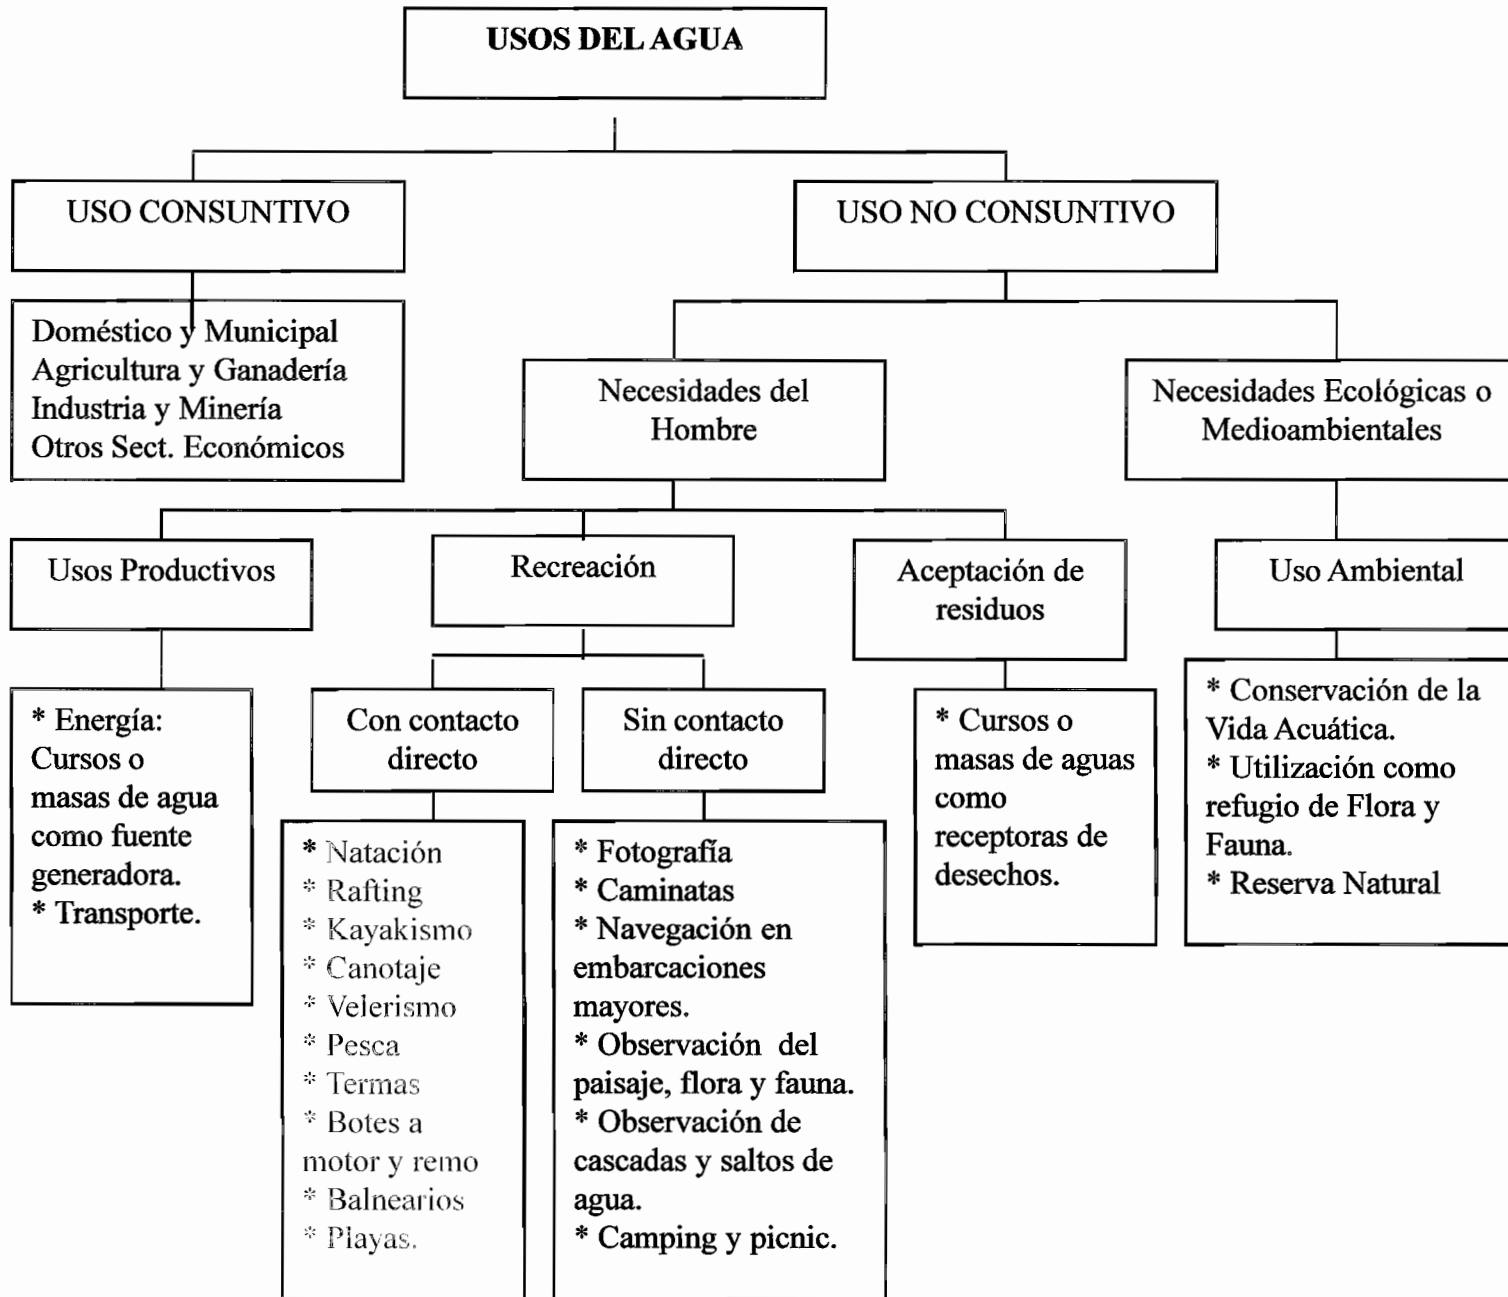 USOS DEL AGUA
USO CONSUNTIVO
USO NO CONSUNTIVO
Doméstico y Municipal
Agricultura y Ganadería
Industria y Minería
Otros Sect. Económicos
Necesidades del
Hombre
Necesidades Ecológicas o
Medioambientales
Usos Productivos
Recreación
Aceptación de
residuos
Uso Ambiental
* Energía:
Cursos o
masas de agua
como fuente
generadora.
* Transporte.
Con contacto
directo
Sin contacto
directo
* Cursos o
masas de aguas
como
receptoras de
desechos.
* Conservación de la
Vida Acuática.
* Utilización como
refugio de Flora y
Fauna.
* Reserva Natural
* Natación
* Rafting
* Kayakismo
* Canotaje
* Velerismo
* Pesca
* Termas
* Botes a
motor y remo
* Balnearios
* Playas.
* Fotografía
* Caminatas
* Navegación en
embarcaciones
mayores.
* Observación del
paisaje, flora y fauna.
* Observación de
cascadas y saltos de
agua.
* Camping y picnic.